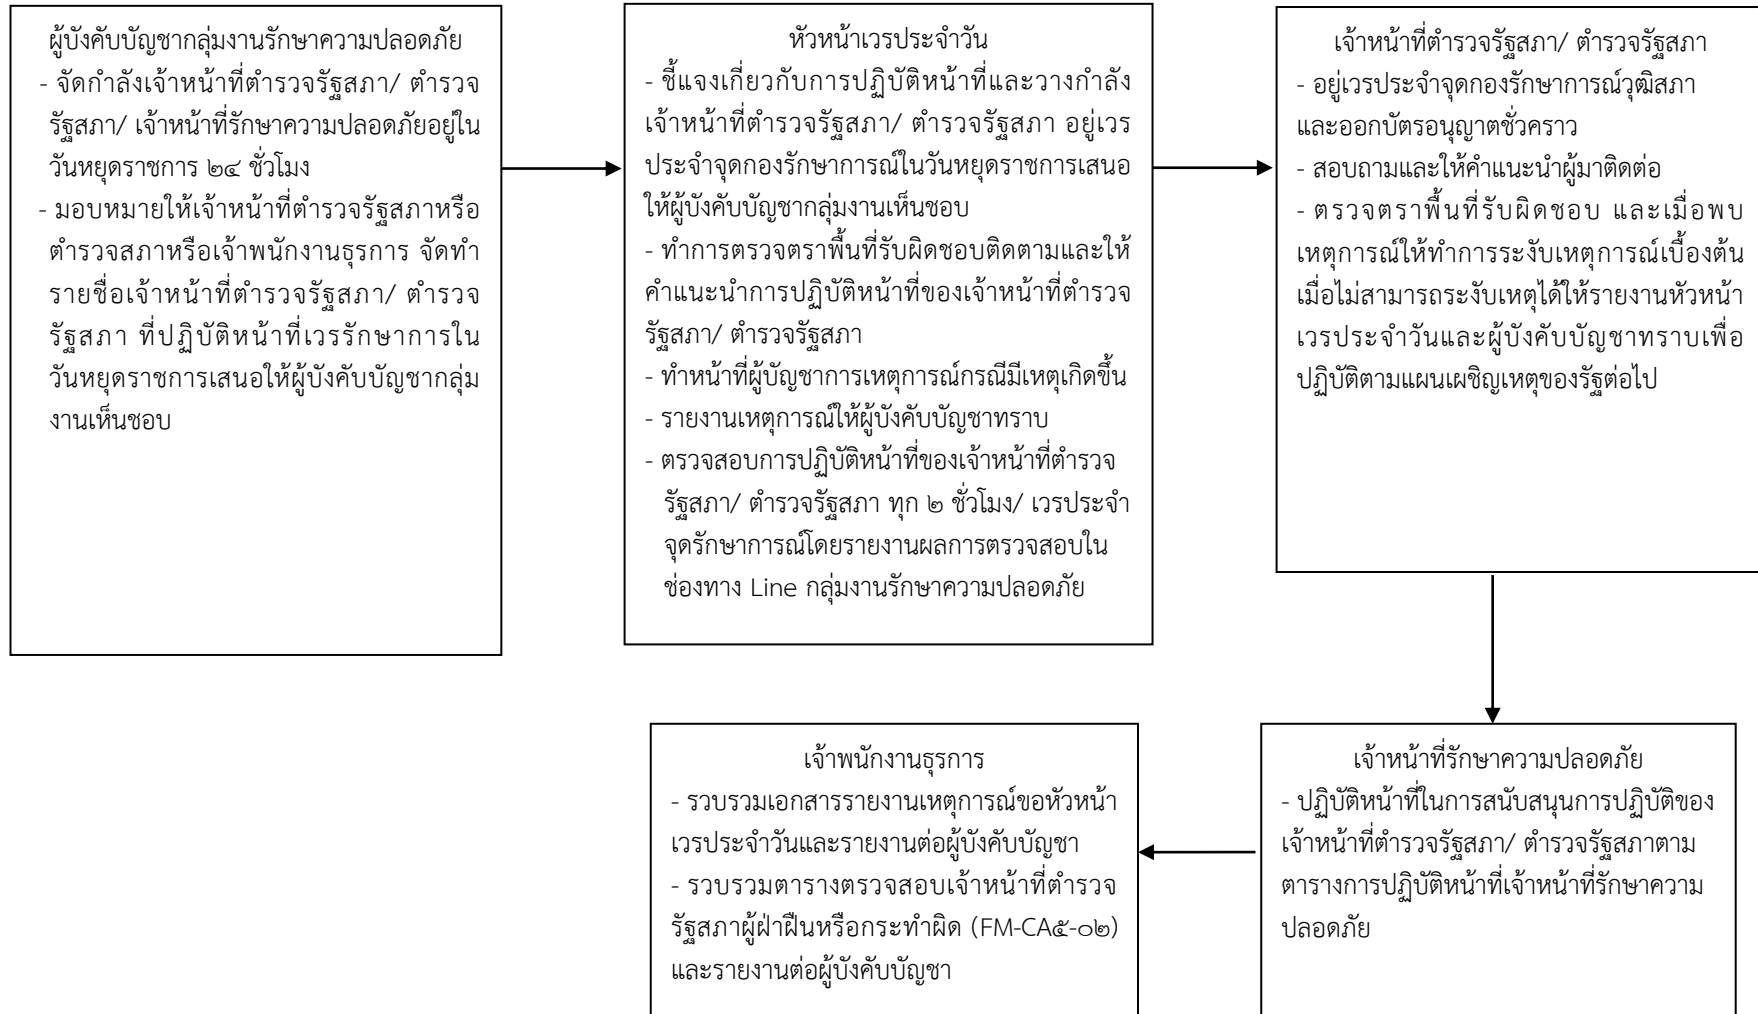 ผู้บังคับบัญชากลุ่มงานรักษาความปลอดภัย
- จัดกำลังเจ้าหน้าที่ตำรวจรัฐสภา/ ตำรวจ
รัฐสภา/ เจ้าหน้าที่รักษาความปลอดภัยอยู่ใน
วันหยุดราชการ ๒๔ ชั่วโมง
- มอบหมายให้เจ้าหน้าที่ตำรวจรัฐสภาหรือ
ตำรวจสภาหรือเจ้าพนักงานธุรการ จัดทำ
รายชื่อเจ้าหน้าที่ตำรวจรัฐสภา/ ตำรวจ
รัฐสภา ที่ปฏิบัติหน้าที่เวรรักษาการใน
วันหยุดราชการเสนอให้ผู้บังคับบัญชากลุ่ม
งานเห็นชอบ
หัวหน้าเวรประจำวัน
- ชี้แจงเกี่ยวกับการปฏิบัติหน้าที่และวางกำลัง
เจ้าหน้าที่ตำรวจรัฐสภา/ ตำรวจรัฐสภา อยู่เวร
ประจำจุดกองรักษาการณ์ในวันหยุดราชการเสนอ
ให้ผู้บังคับบัญชากลุ่มงานเห็นชอบ
- ทำการตรวจตราพื้นที่รับผิดชอบติดตามและให้
คำแนะนำการปฏิบัติหน้าที่ของเจ้าหน้าที่ตำรวจ
รัฐสภา/ ตำรวจรัฐสภา
- ทำหน้าที่ผู้บัญชาการเหตุการณ์กรณีมีเหตุเกิดขึ้น
- รายงานเหตุการณ์ให้ผู้บังคับบัญชาทราบ
- ตรวจสอบการปฏิบัติหน้าที่ของเจ้าหน้าที่ตำรวจ
รัฐสภา/ ตำรวจรัฐสภา ทุก ๒ ชั่วโมง/ เวรประจำ
จุดรักษาการณ์โดยรายงานผลการตรวจสอบใน
ช่องทาง Line กลุ่มงานรักษาความปลอดภัย
เจ้าหน้าที่ตำรวจรัฐสภา/ ตำรวจรัฐสภา
- อยู่เวรประจำจุดกองรักษาการณ์วุฒิสภา
และออกบัตรอนุญาตชั่วคราว
- สอบถามและให้คำแนะนำผู้มาติดต่อ
- ตรวจตราพื้นที่รับผิดชอบ และเมื่อพบ
เหตุการณ์ให้ทำการระงับเหตุการณ์เบื้องต้น
เมื่อไม่สามารถระงับเหตุได้ให้รายงานหัวหน้า
เวรประจำวันและผู้บังคับบัญชาทราบเพื่อ
ปฏิบัติตามแผนเผชิญเหตุของรัฐต่อไป
เจ้าหน้าที่รักษาความปลอดภัย
- ปฏิบัติหน้าที่ในการสนับสนุนการปฏิบัติของ
เจ้าหน้าที่ตำรวจรัฐสภา/ ตำรวจรัฐสภาตาม
ตารางการปฏิบัติหน้าที่เจ้าหน้าที่รักษาความ
ปลอดภัย
เจ้าพนักงานธุรการ
- รวบรวมเอกสารรายงานเหตุการณ์ขอหัวหน้า
เวรประจำวันและรายงานต่อผู้บังคับบัญชา
- รวบรวมตารางตรวจสอบเจ้าหน้าที่ตำรวจ
รัฐสภาผู้ฝ่าฝืนหรือกระทำผิด (FM-CA๕-๐๒)
และรายงานต่อผู้บังคับบัญชา